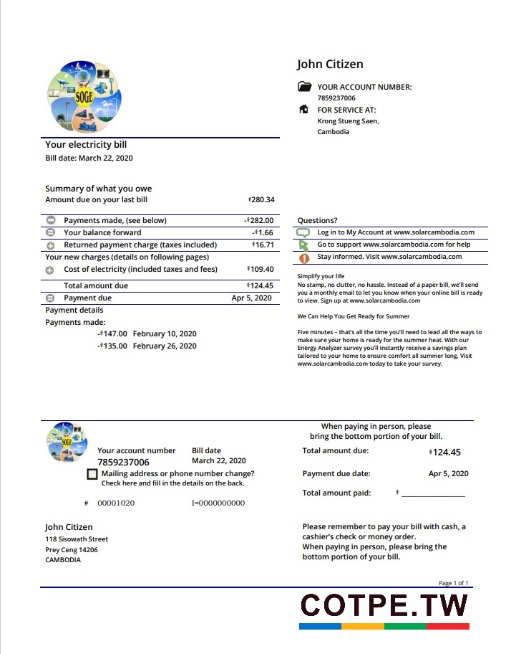 John Citizen
SOGE
YOUR ACCOUNT NUMBER:
7859237006
FOR SERVICE AT:
Krong Stueng Saen,
Cambodia
Your electricity bill
Bill date: March 22, 2020
Summary of what you owe
Amount due on your last bill ៛280.34
Payments made, (see below) -៛282.00
Your balance forward -៛1.66
Returned payment charge (taxes included) ៛16.71
Your new charges (details on following pages)
Cost of electricity (included taxes and fees) ៛109.40
Total amount due ៛124.45
Payment due Apr 5, 2020
Payment details
Payments made:
-៛147.00 February 10, 2020
-៛135.00 February 26, 2020
Questions?
Log in to My Account at www.solarcambodia.com
Go to support www.solarcambodia.com for help
Stay informed. Visit www.solarcambodia.com
Simplify your life
No stamp, no clutter, no hassle. Instead of a paper bill, we'll send
you a monthly email to let you know when your online bill is ready
to view. Sign up at www.solarcambodia.com
We Can Help You Get Ready for Summer
Five minutes – that's all the time you'll need to lead all the ways to
make sure your home is ready for the summer heat. With our
Energy Analyzer survey you'll instantly receive a savings plan
tailored to your home to ensure comfort all summer long. Visit
www.solarcambodia.com today to take your survey.
SOGE
Your account number Bill date
7859237006 March 22, 2020
Mailing address or phone number change?
Check here and fill in the details on the back.
# 00001020 I=0000000000
John Citizen
118 Sisowath Street
Prey Ceng 14206
CAMBODIA
When paying in person, please
bring the bottom portion of your bill.
Total amount due: ៛124.45
Payment due date: Apr 5, 2020
Total amount paid: ៛ _______________
Please remember to pay your bill with cash, a
cashier's check or money order.
When paying in person, please bring the
bottom portion of your bill.
Page 1 of 1
COTPE.TW